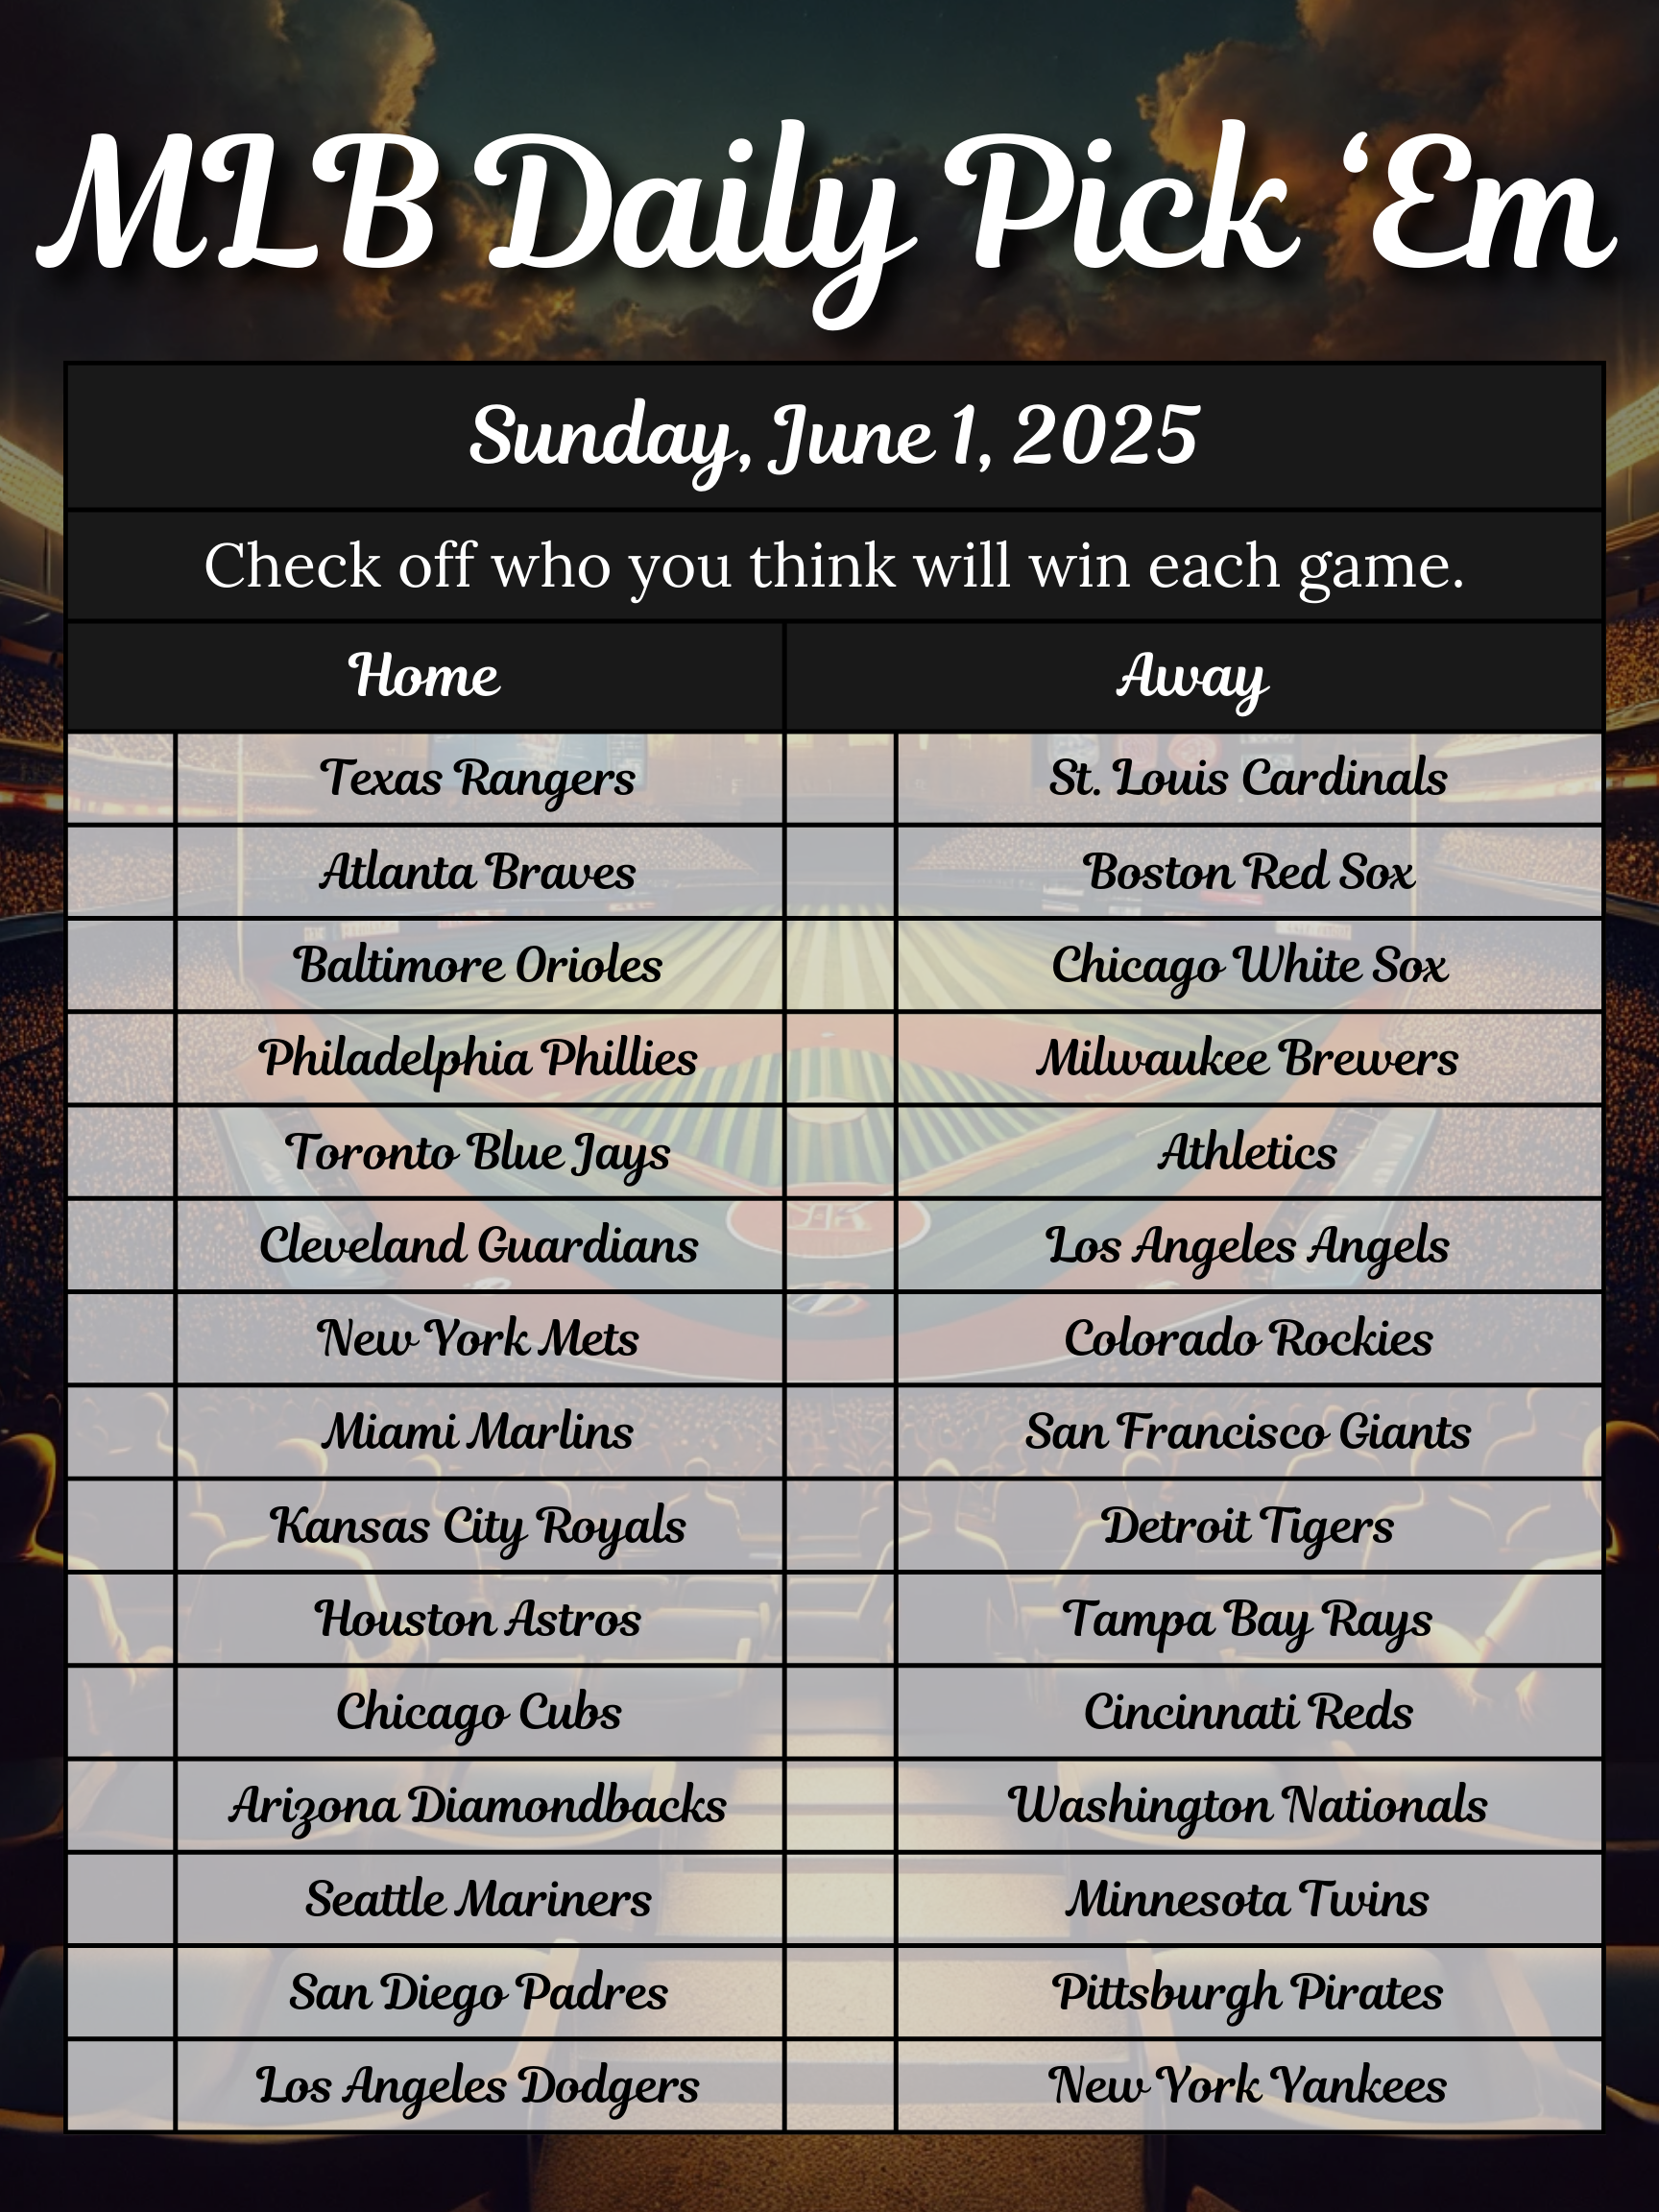 MLB Daily Pick ‘Em
Sunday, June 1, 2025
Check off who you think will win each game.
Home Away
Texas Rangers St. Louis Cardinals
Atlanta Braves Boston Red Sox
Baltimore Orioles Chicago White Sox
Philadelphia Phillies Milwaukee Brewers
Toronto Blue Jays Athletics
Cleveland Guardians Los Angeles Angels
New York Mets Colorado Rockies
Miami Marlins San Francisco Giants
Kansas City Royals Detroit Tigers
Houston Astros Tampa Bay Rays
Chicago Cubs Cincinnati Reds
Arizona Diamondbacks Washington Nationals
Seattle Mariners Minnesota Twins
San Diego Padres Pittsburgh Pirates
Los Angeles Dodgers New York Yankees